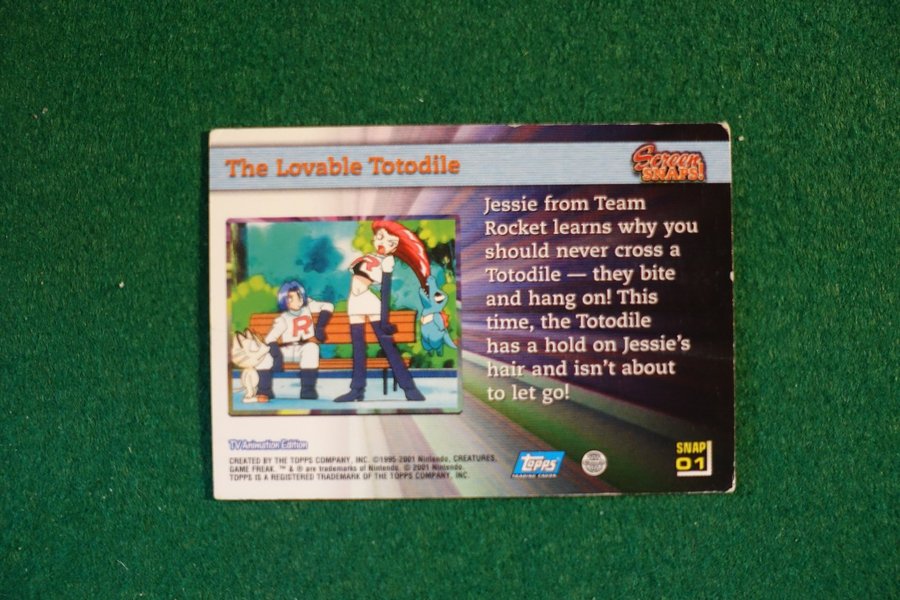 The Lovable Totodile
Screen
SNAPS!
Jessie from Team
Rocket learns why you
should never cross a
Totodile — they bite
and hang on! This
time, the Totodile
has a hold on Jessie's
hair and isn't about
to let go!
R
R
TV Animation Edition
CREATED BY THE TOPPS COMPANY, INC. ©1995-2001 Nintendo, CREATURES,
GAME FREAK. ™ & ® are trademarks of Nintendo. © 2001 Nintendo.
TOPPS IS A REGISTERED TRADEMARK OF THE TOPPS COMPANY, INC.
Topps
TRADING CARDS
SNAP
01